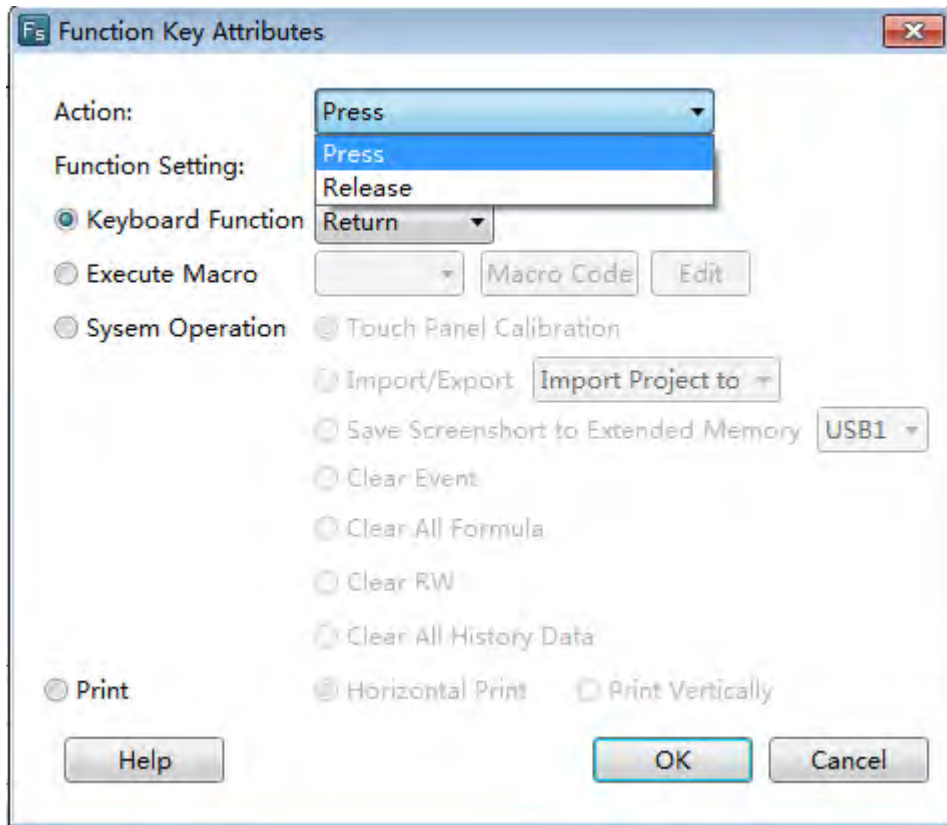 Fs Function Key Attributes
Action: Press
Press
Function Setting:
Release
Keyboard Function Return
Execute Macro Macro Code Edit
Sysem Operation Touch Panel Calibration
Import/Export Import Project to
Save Screenshort to Extended Memory USB1
Clear Event
Clear All Formula
Clear RW
Clear All History Data
Print Horizontal Print Print Vertically
Help OK Cancel